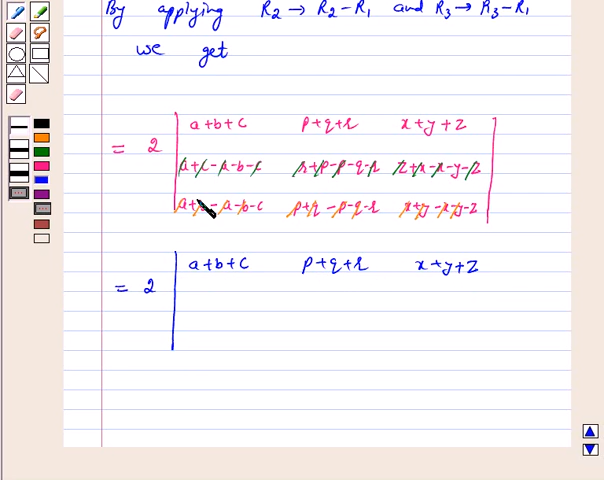 By applying R2 → R2 - R1 and R3 → R3 - R1
we get
a+b+c p+q+r x+y+z
= 2 a+c-a-b-c r+p-p-q-r z+x-x-y-z
a+b-a-b-c p+q-p-q-r x+y-x-y-z
a+b+c p+q+r x+y+z
= 2